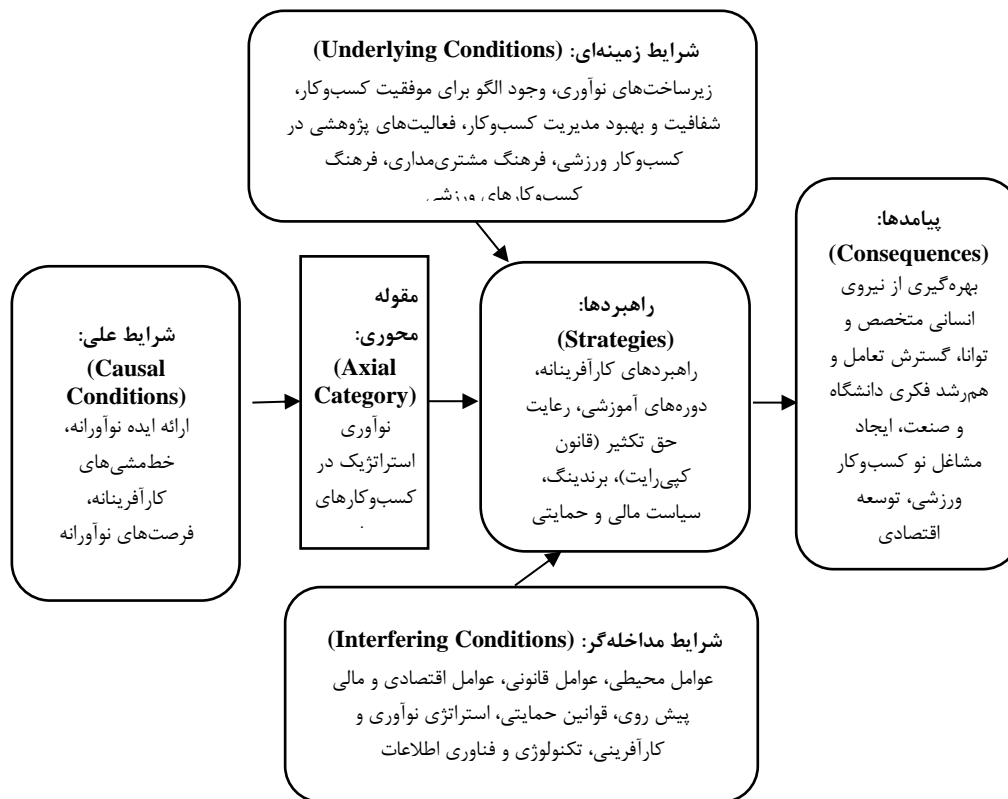 شرایط زمینه‌ای: (Underlying Conditions)
زیرساخت‌های نوآوری، وجود الگو برای موفقیت کسب‌وکار،
شفافیت و بهبود مدیریت کسب‌وکار، فعالیت‌های پژوهشی در
کسب‌وکار ورزشی، فرهنگ مشتری‌مداری، فرهنگ
کسب‌وکارهای ورزشی
شرایط علی:
(Causal
Conditions)
ارائه ایده نوآورانه،
خط‌مشی‌های
کارآفرینانه،
فرصت‌های نوآورانه
مقوله
محوری:
(Axial
Category)
نوآوری
استراتژیک در
کسب‌وکارهای
راهبردها:
(Strategies)
راهبردهای کارآفرینانه،
دوره‌های آموزشی، رعایت
حق تکثیر (قانون
کپی‌رایت)، برندینگ،
سیاست مالی و حمایتی
پیامدها:
(Consequences)
بهره‌گیری از نیروی
انسانی متخصص و
توانا، گسترش تعامل و
هم‌رشد فکری دانشگاه
و صنعت، ایجاد
مشاغل نو کسب‌وکار
ورزشی، توسعه
اقتصادی
شرایط مداخله‌گر: (Interfering Conditions)
عوامل محیطی، عوامل قانونی، عوامل اقتصادی و مالی
پیش روی، قوانین حمایتی، استراتژی نوآوری و
کارآفرینی، تکنولوژی و فناوری اطلاعات